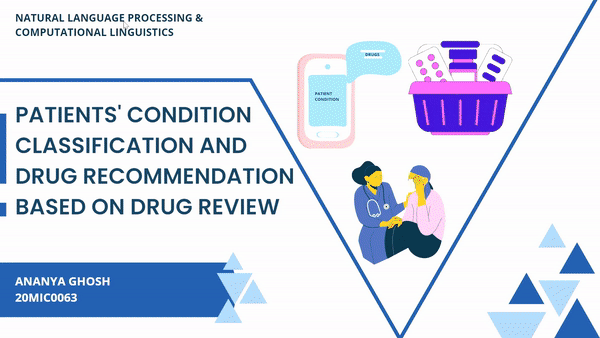 NATURAL LANGUAGE PROCESSING &
COMPUTATIONAL LINGUISTICS
DRUGS
PATIENT
CONDITION
PATIENTS' CONDITION
CLASSIFICATION AND
DRUG RECOMMENDATION
BASED ON DRUG REVIEW
ANANYA GHOSH
20MIC0063